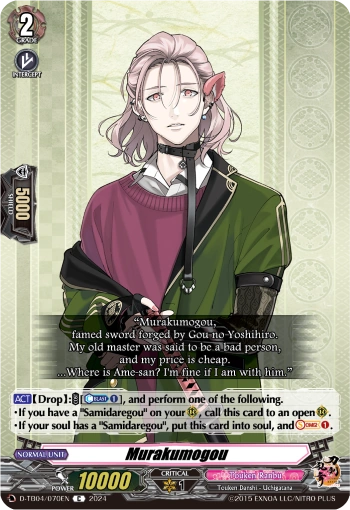 2
GRADE
INTERCEPT
5000
SHIELD
"Murakumogou,
famed sword forged by Gou no Yoshihiro.
My old master was said to be a bad person,
and my price is cheap.
...Where is Ame-san? I'm fine if I am with him."
ACT【Drop】:[BLAST 1], and perform one of the following.
•If you have a "Samidaregou" on your Ⓡ, call this card to an open Ⓡ.
•If your soul has a "Samidaregou", put this card into soul, and CHARGE 1.
NORMAL UNIT
Murakumogou
POWER 10000
CRITICAL
1
Touken Ranbu
Touken Danshi - Uchigatana
D-TB04/070EN C 2024
©2015 EXNOA LLC/NITRO PLUS